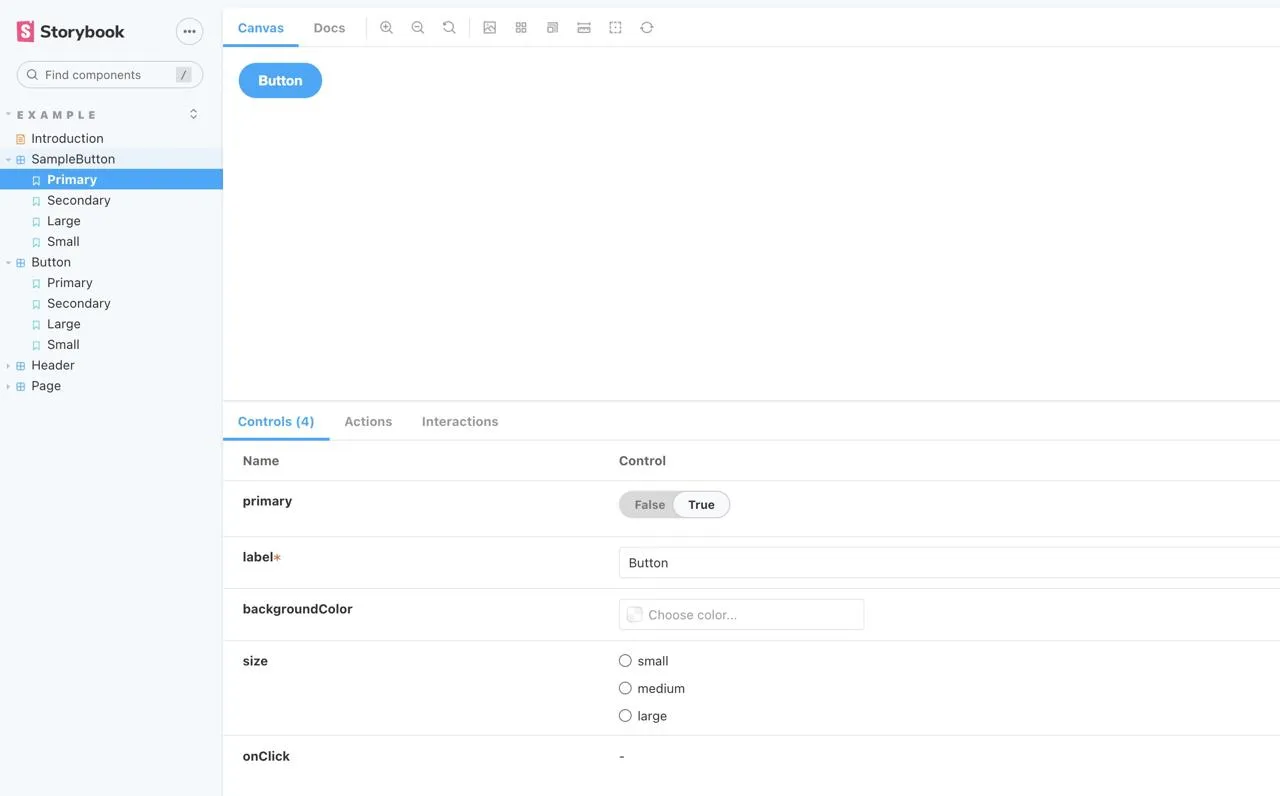 Storybook
Find components /
EXAMPLE
Introduction
SampleButton
Primary
Secondary
Large
Small
Button
Primary
Secondary
Large
Small
Header
Page
Canvas Docs
Button
Controls (4) Actions Interactions
Name Control
primary False True
label* Button
backgroundColor Choose color...
size small
medium
large
onClick -